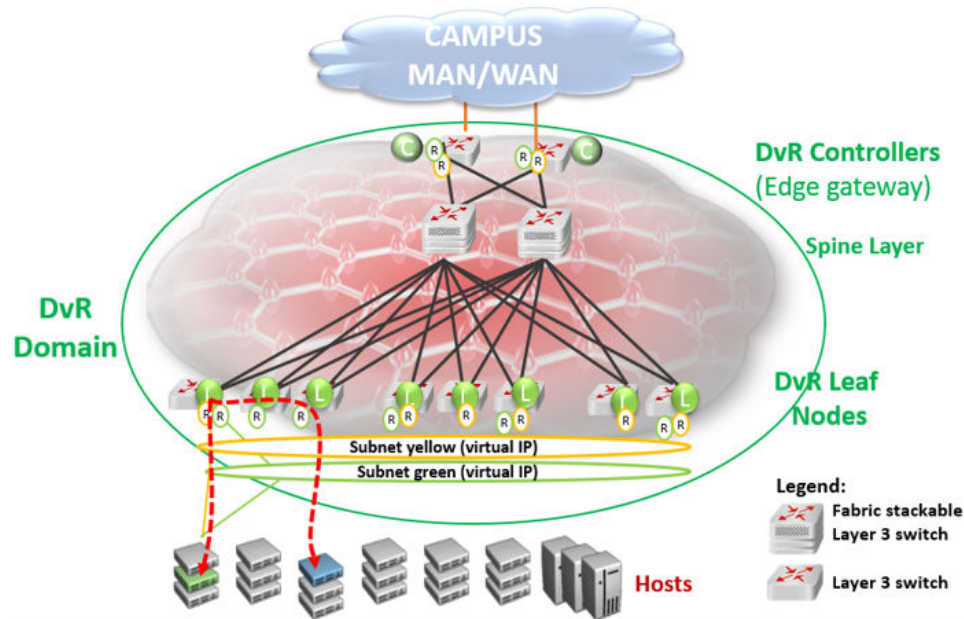 CAMPUS
MAN/WAN
C
R
R
R
R
C
DvR Controllers
(Edge gateway)
Spine Layer
DvR
Domain
L
L
L
L
L
L
L
L
DvR Leaf
Nodes
R
R
R
R
R
R
R
R
R
R
R
R
Subnet yellow (virtual IP)
Subnet green (virtual IP)
Hosts
Legend:
Fabric stackable
Layer 3 switch
Layer 3 switch